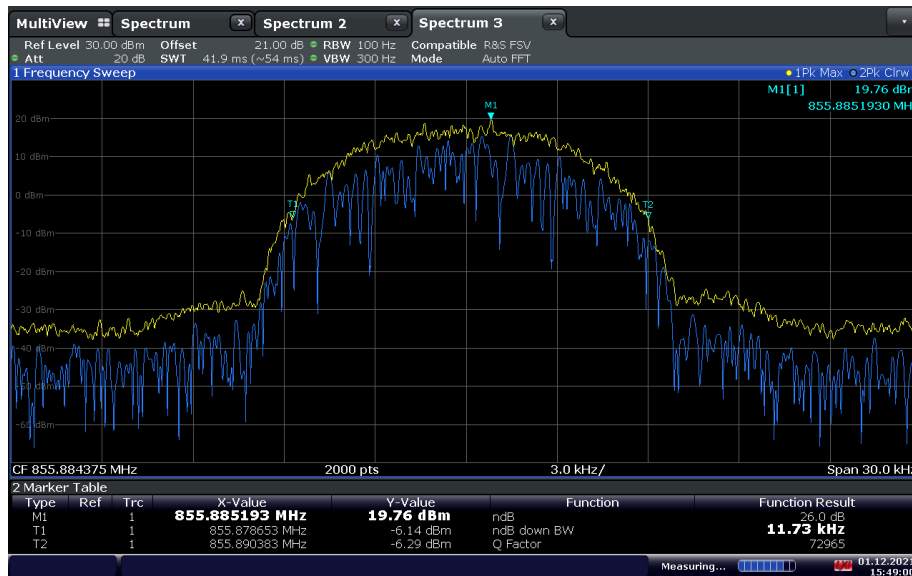 MultiView Spectrum X Spectrum 2 X Spectrum 3 X
Ref Level 30.00 dBm Offset 21.00 dB RBW 100 Hz Compatible R&S FSV
Att 20 dB SWT 41.9 ms (~54 ms) VBW 300 Hz Mode Auto FFT
1 Frequency Sweep 1Pk Max 2Pk Clrw
M1[1] 19.76 dBm
855.8851930 MH
M1
20 dBm
10 dBm
0 dBm
T1 T2
-10 dBm
-20 dBm
-30 dBm
-40 dBm
-50 dBm
-60 dBm
CF 855.884375 MHz 2000 pts 3.0 kHz/ Span 30.0 kHz
2 Marker Table
Type Ref Trc X-Value Y-Value Function Function Result
M1 1 855.885193 MHz 19.76 dBm ndB 26.0 dB
T1 1 855.878653 MHz -6.14 dBm ndB down BW 11.73 kHz
T2 1 855.890383 MHz -6.29 dBm Q Factor 72965
Measuring... 01.12.2021
15:49:00